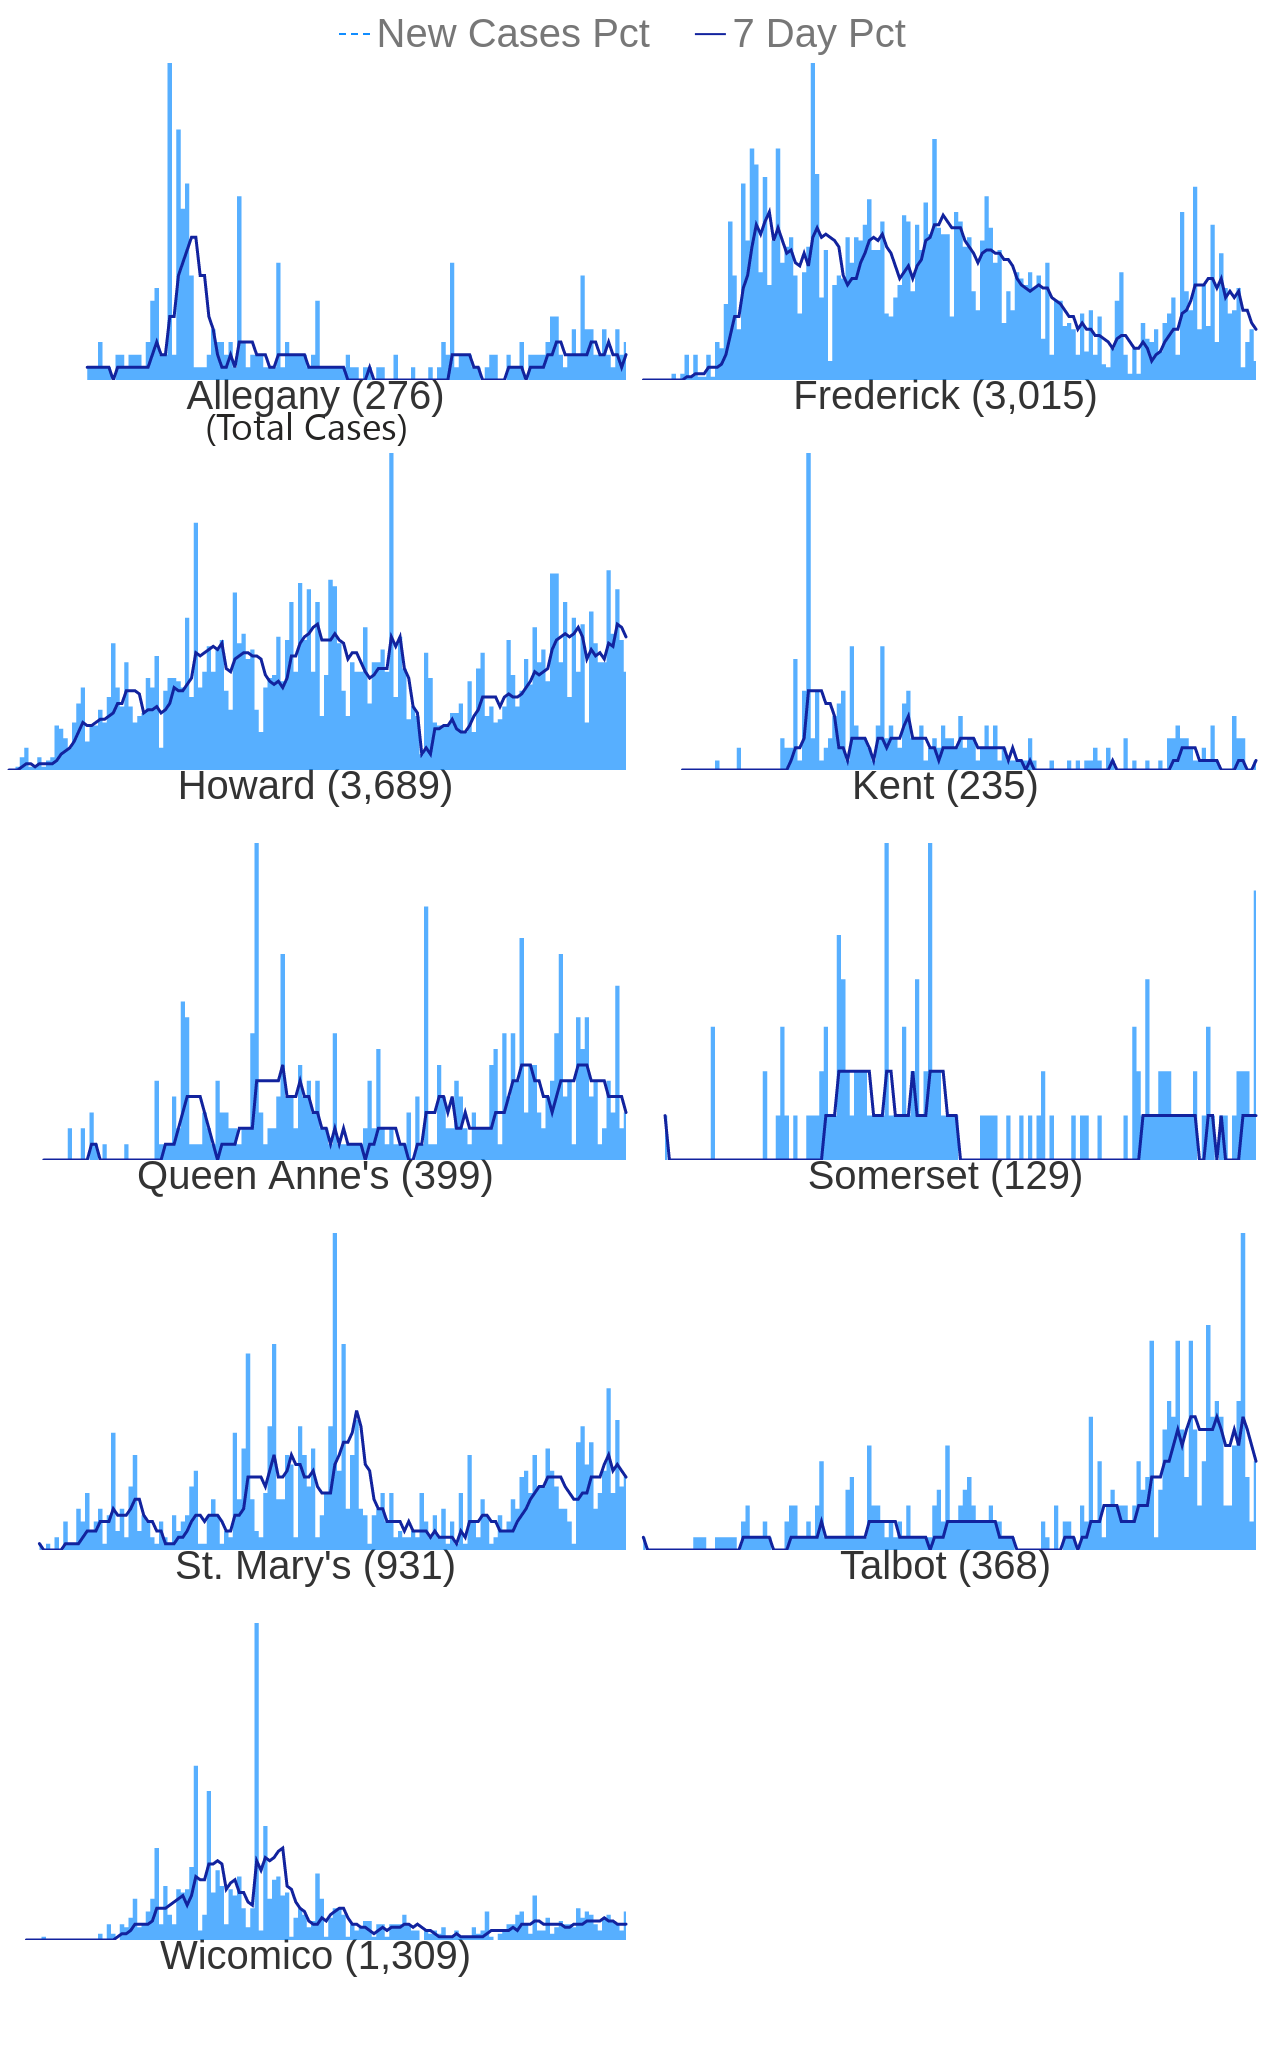 New Cases Pct 7 Day Pct
Allegany (276) Frederick (3,015)
(Total Cases)
Howard (3,689) Kent (235)
Queen Anne's (399) Somerset (129)
St. Mary's (931) Talbot (368)
Wicomico (1,309)